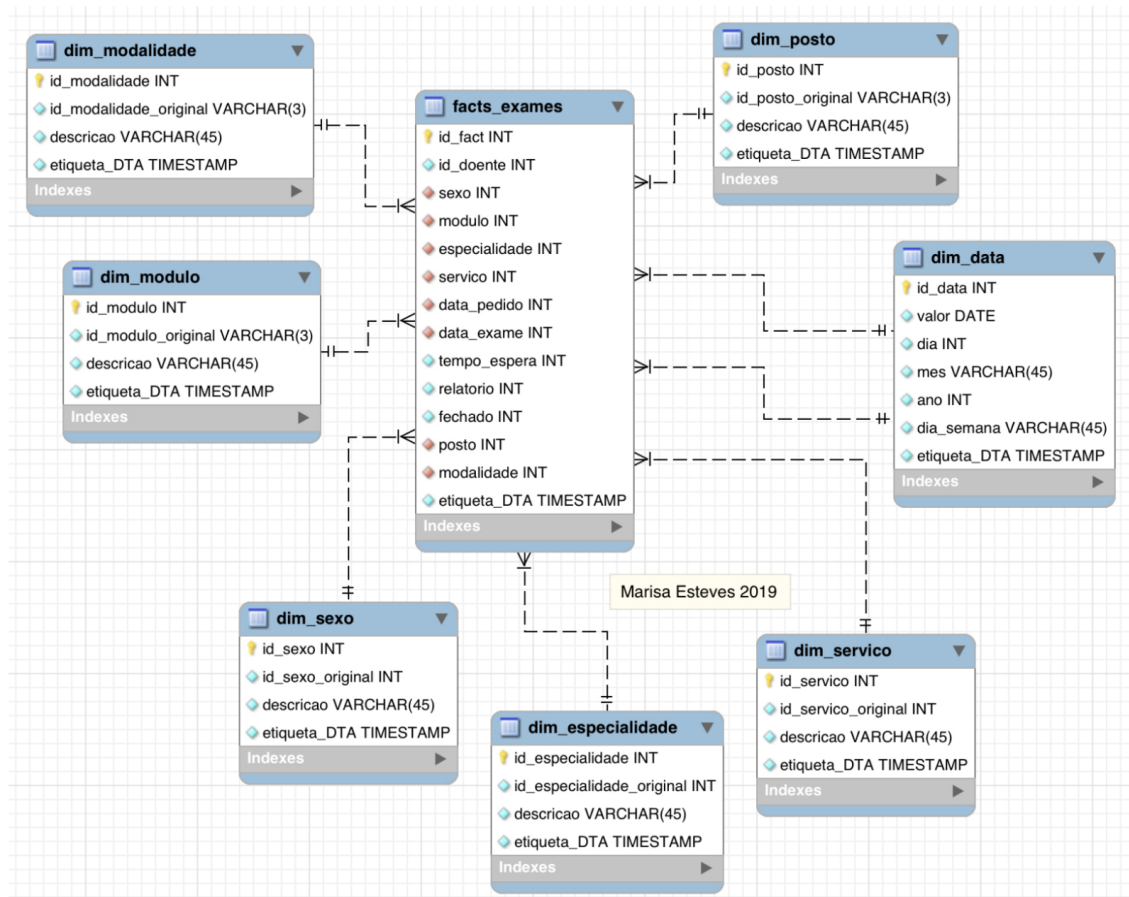 dim_modalidade
id_modalidade INT
id_modalidade_original VARCHAR(3)
descricao VARCHAR(45)
etiqueta_DTA TIMESTAMP
Indexes
dim_posto
id_posto INT
id_posto_original VARCHAR(3)
descricao VARCHAR(45)
etiqueta_DTA TIMESTAMP
Indexes
facts_exames
id_fact INT
id_doente INT
sexo INT
modulo INT
especialidade INT
servico INT
data_pedido INT
data_exame INT
tempo_espera INT
relatorio INT
fechado INT
posto INT
modalidade INT
etiqueta_DTA TIMESTAMP
Indexes
dim_modulo
id_modulo INT
id_modulo_original VARCHAR(3)
descricao VARCHAR(45)
etiqueta_DTA TIMESTAMP
Indexes
dim_data
id_data INT
valor DATE
dia INT
mes VARCHAR(45)
ano INT
dia_semana VARCHAR(45)
etiqueta_DTA TIMESTAMP
Indexes
Marisa Esteves 2019
dim_sexo
id_sexo INT
id_sexo_original INT
descricao VARCHAR(45)
etiqueta_DTA TIMESTAMP
Indexes
dim_especialidade
id_especialidade INT
id_especialidade_original INT
descricao VARCHAR(45)
etiqueta_DTA TIMESTAMP
Indexes
dim_servico
id_servico INT
id_servico_original INT
descricao VARCHAR(45)
etiqueta_DTA TIMESTAMP
Indexes